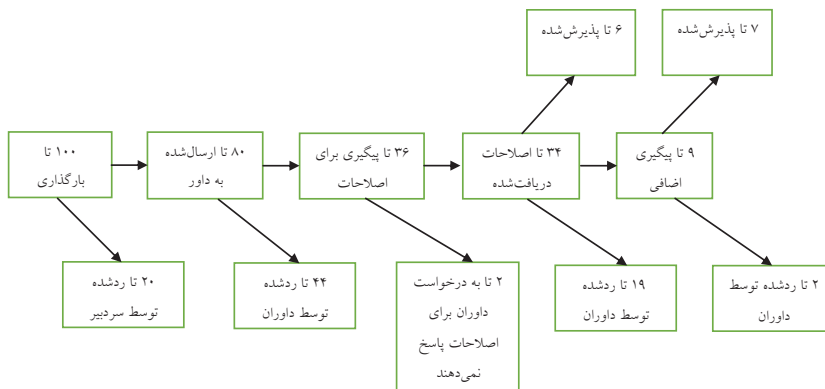 ۶ تا پذیرش‌شده
۷ تا پذیرش‌شده
۱۰۰ تا
بارگذاری
۸۰ تا ارسال‌شده
به داور
۳۶ تا پیگیری برای
اصلاحات
۳۴ تا اصلاحات
دریافت‌شده
۹ تا پیگیری
اضافی
۲۰ تا ردشده
توسط سردبیر
۴۴ تا ردشده
توسط داوران
۲ تا به درخواست
داوران برای
اصلاحات پاسخ
نمی‌دهند
۱۹ تا ردشده
توسط داوران
۲ تا ردشده توسط
داوران